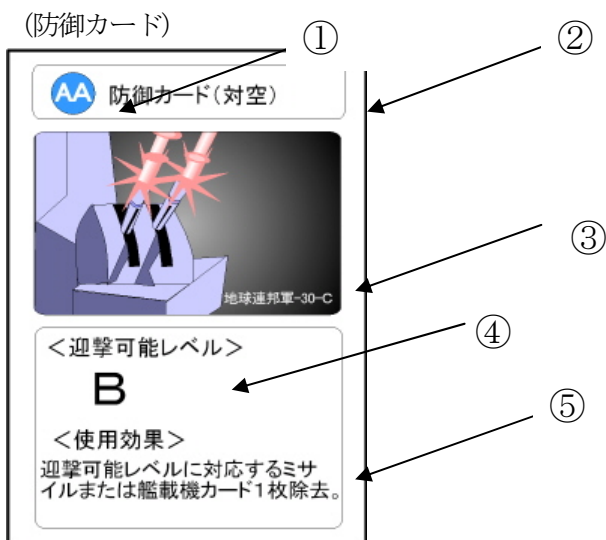 (防御カード)
①
②
AA 防御カード(対空)
③
地球連邦軍-30-C
④
<迎撃可能レベル>
B
⑤
<使用効果>
迎撃可能レベルに対応するミサ
イルまたは艦載機カード1枚除去。